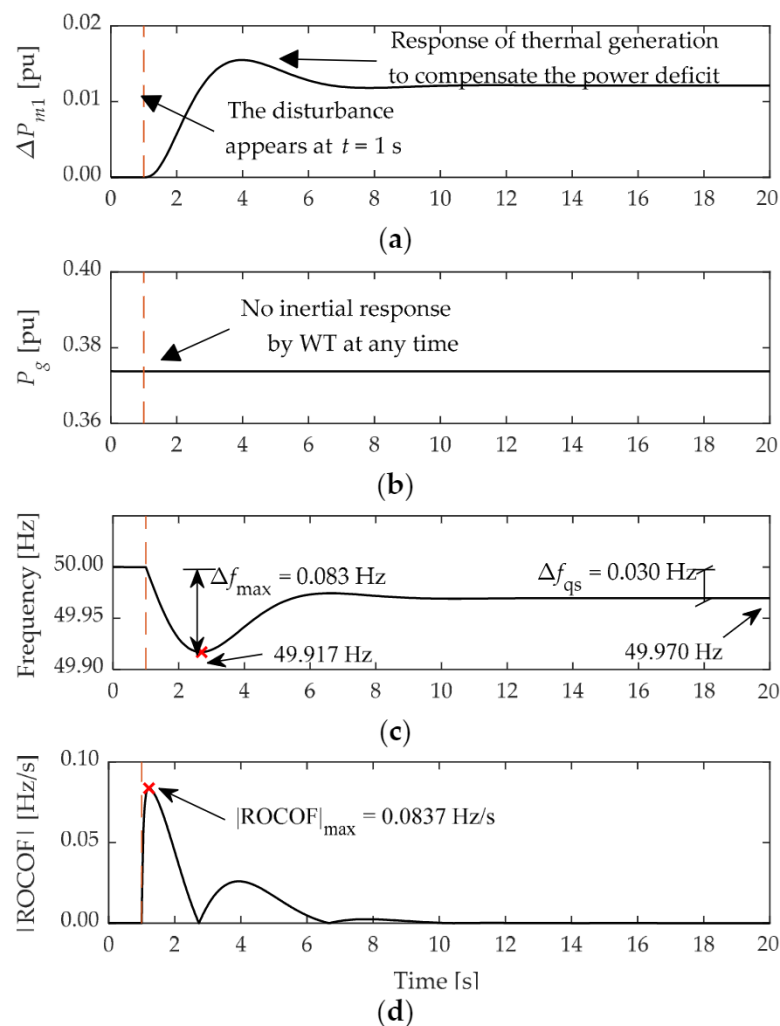 ΔPm1 [pu]
0.02
0.01
0.00
Response of thermal generation
to compensate the power deficit
The disturbance
appears at t = 1 s
0 2 4 6 8 10 12 14 16 18 20
(a)
Pg [pu]
0.40
0.38
0.36
No inertial response
by WT at any time
0 2 4 6 8 10 12 14 16 18 20
(b)
Frequency [Hz]
50.00
49.95
49.90
Δfmax = 0.083 Hz
Δfqs = 0.030 Hz
49.917 Hz
49.970 Hz
0 2 4 6 8 10 12 14 16 18 20
(c)
|ROCOF| [Hz/s]
0.10
0.05
0.00
|ROCOF|max = 0.0837 Hz/s
0 2 4 6 8 10 12 14 16 18 20
Time [s]
(d)